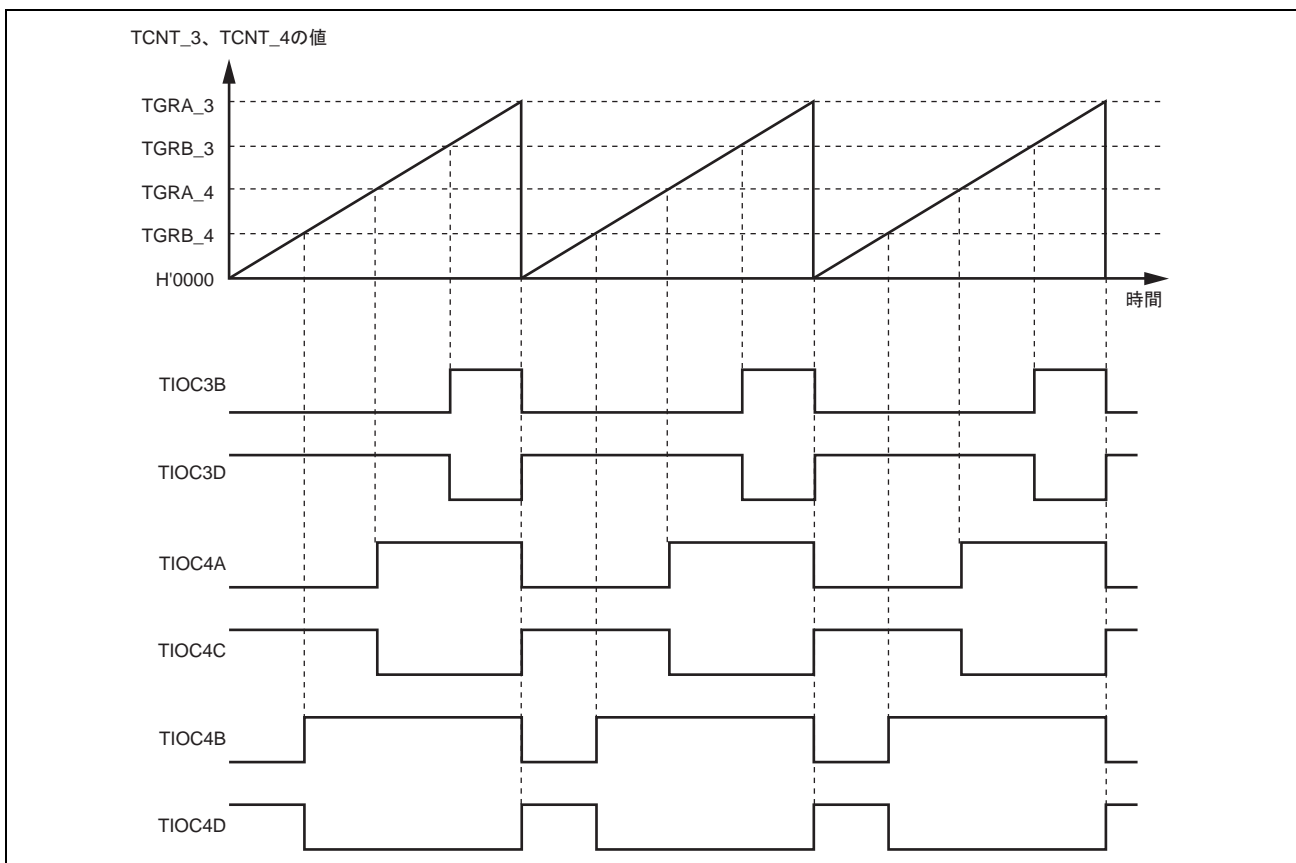 TCNT_3、TCNT_4の値
TGRA_3
TGRB_3
TGRA_4
TGRB_4
H'0000
時間
TIOC3B
TIOC3D
TIOC4A
TIOC4C
TIOC4B
TIOC4D